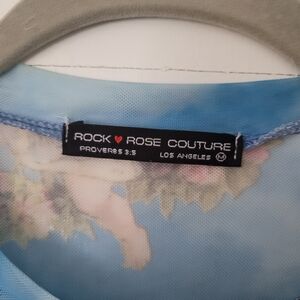 ROCK ♥ ROSE COUTURE
PROVERBS 3:5 LOS ANGELES M